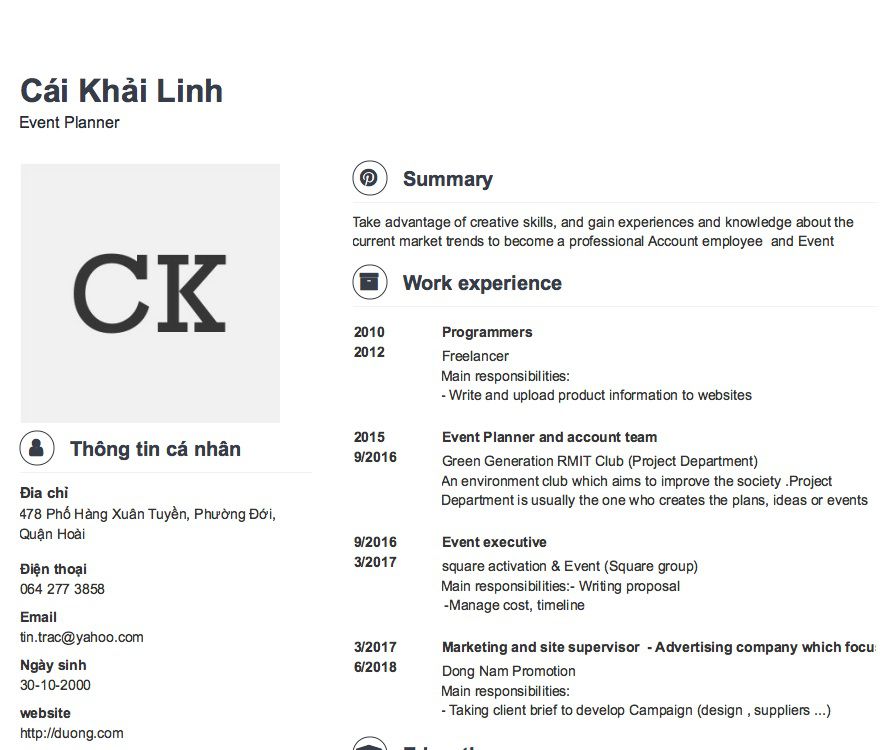 Cái Khải Linh
Event Planner
CK
Thông tin cá nhân
Đia chỉ
478 Phố Hàng Xuân Tuyền, Phường Đới,
Quận Hoài
Điện thoại
064 277 3858
Email
tin.trac@yahoo.com
Ngày sinh
30-10-2000
website
http://duong.com
Summary
Take advantage of creative skills, and gain experiences and knowledge about the
current market trends to become a professional Account employee  and Event
Work experience
2010
2012
Programmers
Freelancer
Main responsibilities:
- Write and upload product information to websites
2015
9/2016
Event Planner and account team
Green Generation RMIT Club (Project Department)
An environment club which aims to improve the society .Project
Department is usually the one who creates the plans, ideas or events
9/2016
3/2017
Event executive
square activation & Event (Square group)
Main responsibilities:- Writing proposal
-Manage cost, timeline
3/2017
6/2018
Marketing and site supervisor  - Advertising company which focu
Dong Nam Promotion
Main responsibilities:
- Taking client brief to develop Campaign (design , suppliers ...)